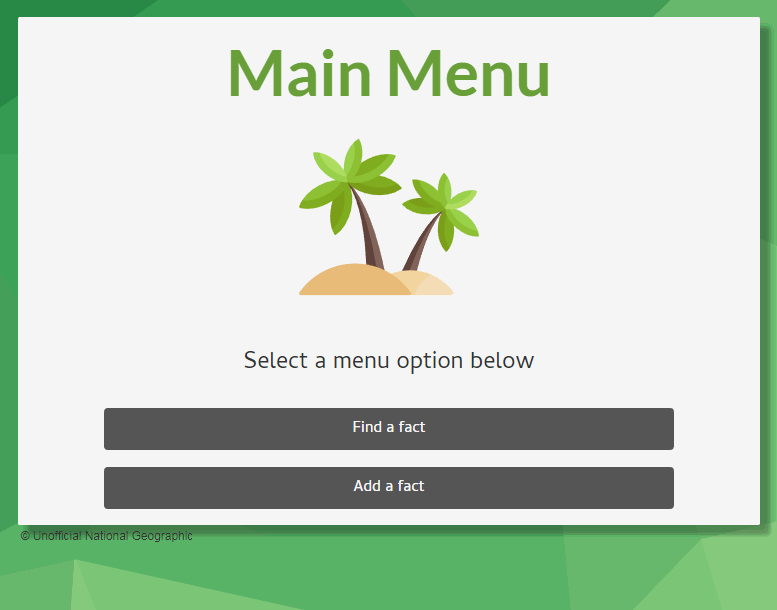 Main Menu
Select a menu option below
Find a fact
Add a fact
© Unofficial National Geographic